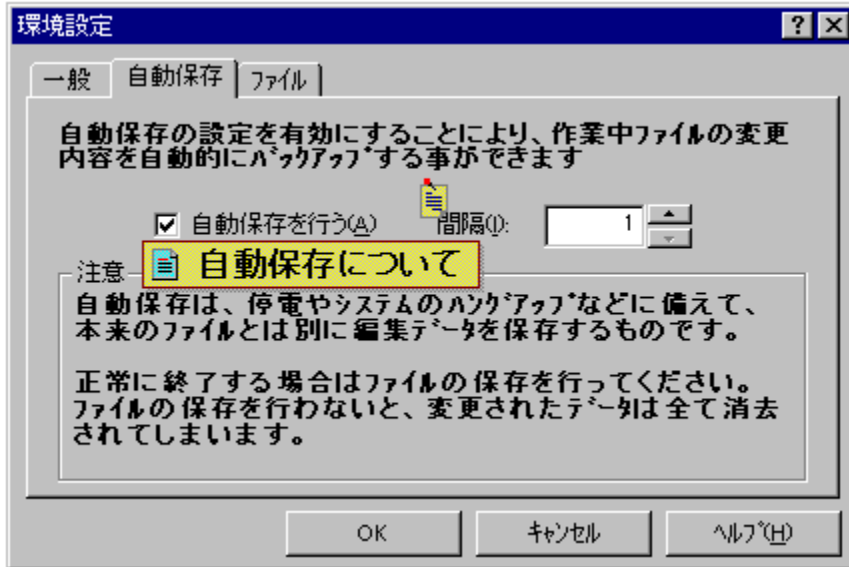 環境設定
一般 自動保存 ﾌｧｲﾙ
自動保存の設定を有効にすることにより、作業中ﾌｧｲﾙの変更
内容を自動的にﾊﾞｯｸｱｯﾌﾟする事ができます
自動保存を行う(A) 間隔(I): 1
自動保存について
注意
自動保存は、停電やｼｽﾃﾑのﾊﾝｸﾞｱｯﾌﾟなどに備えて、
本来のﾌｧｲﾙとは別に編集ﾃﾞｰﾀを保存するものです。
正常に終了する場合はﾌｧｲﾙの保存を行ってください。
ﾌｧｲﾙの保存を行わないと、変更されたﾃﾞｰﾀは全て消去
されてしまいます。
OK ｷｬﾝｾﾙ ﾍﾙﾌﾟ(H)